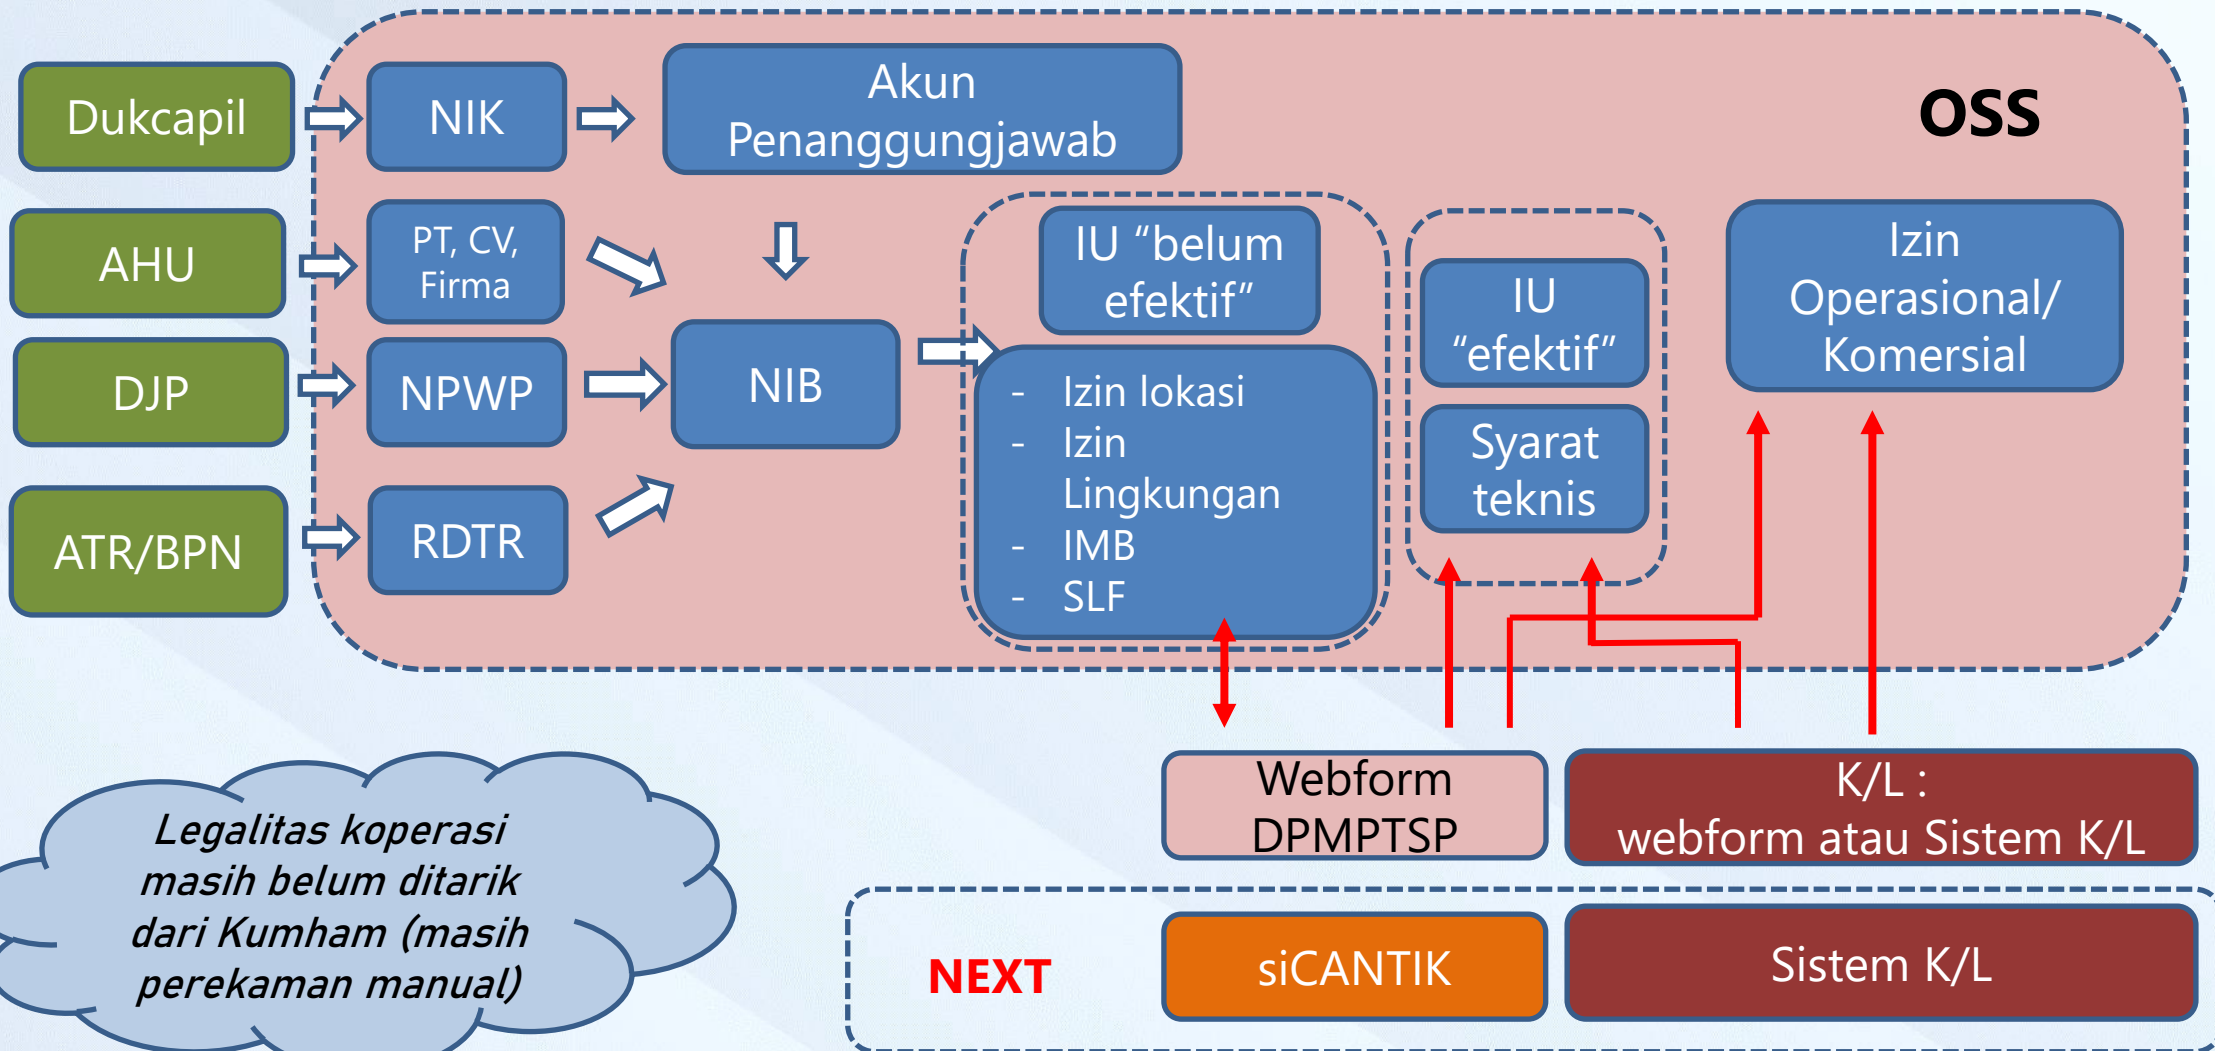 Dukcapil
NIK
Akun
Penanggungjawab
OSS
AHU
PT, CV,
Firma
IU “belum
efektif”
IU
“efektif”
Izin
Operasional/
Komersial
DJP
NPWP
NIB
- Izin lokasi
- Izin
Lingkungan
- IMB
- SLF
Syarat
teknis
ATR/BPN
RDTR
Webform
DPMPTSP
K/L :
webform atau Sistem K/L
Legalitas koperasi
masih belum ditarik
dari Kumham (masih
perekaman manual)
NEXT
siCANTIK
Sistem K/L